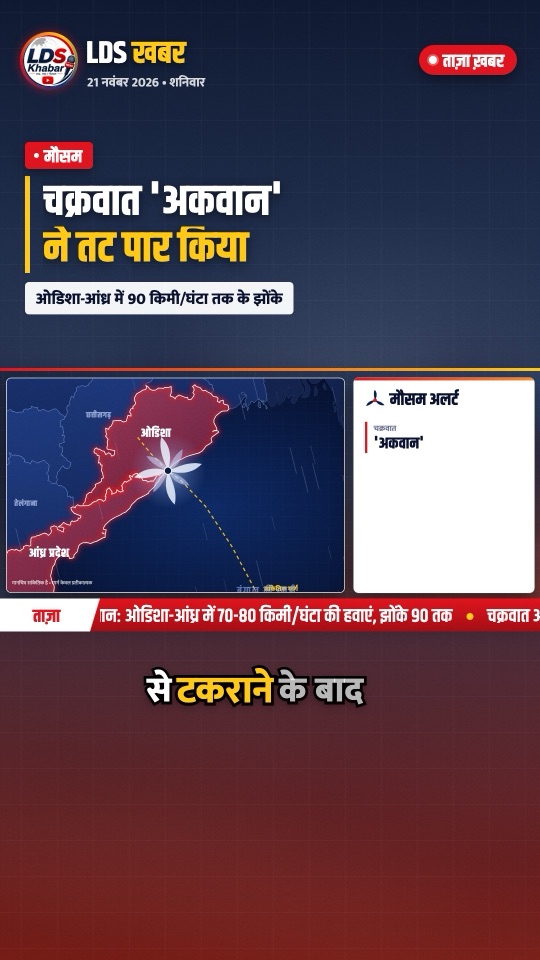 LDS
Khabar
LDS खबर
21 नवंबर 2026 • शनिवार
ताज़ा ख़बर
• मौसम
चक्रवात 'अकवान'
ने तट पार किया
ओडिशा-आंध्र में 90 किमी/घंटा तक के झोंके
छत्तीसगढ़
ओडिशा
तेलंगाना
आंध्र प्रदेश
मौसम अलर्ट
चक्रवात
'अकवान'
ताज़ा
ान: ओडिशा-आंध्र में 70-80 किमी/घंटा की हवाएं, झोंके 90 तक • चक्रवात अ
से टकराने के बाद